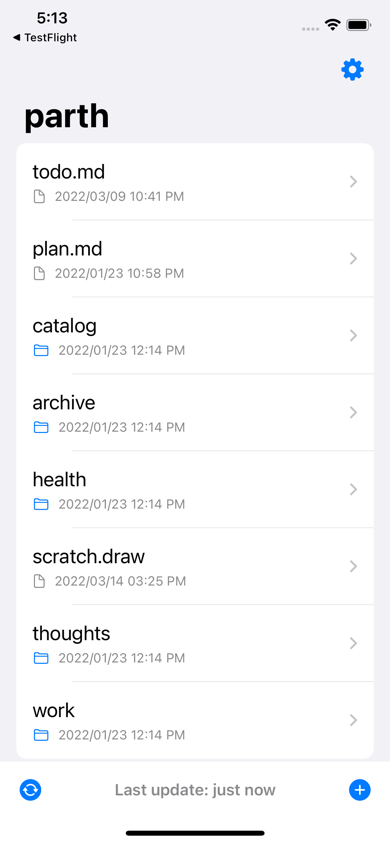 5:13
◀ TestFlight
parth
todo.md
2022/03/09 10:41 PM
plan.md
2022/01/23 10:58 PM
catalog
2022/01/23 12:14 PM
archive
2022/01/23 12:14 PM
health
2022/01/23 12:14 PM
scratch.draw
2022/03/14 03:25 PM
thoughts
2022/01/23 12:14 PM
work
2022/01/23 12:14 PM
Last update: just now